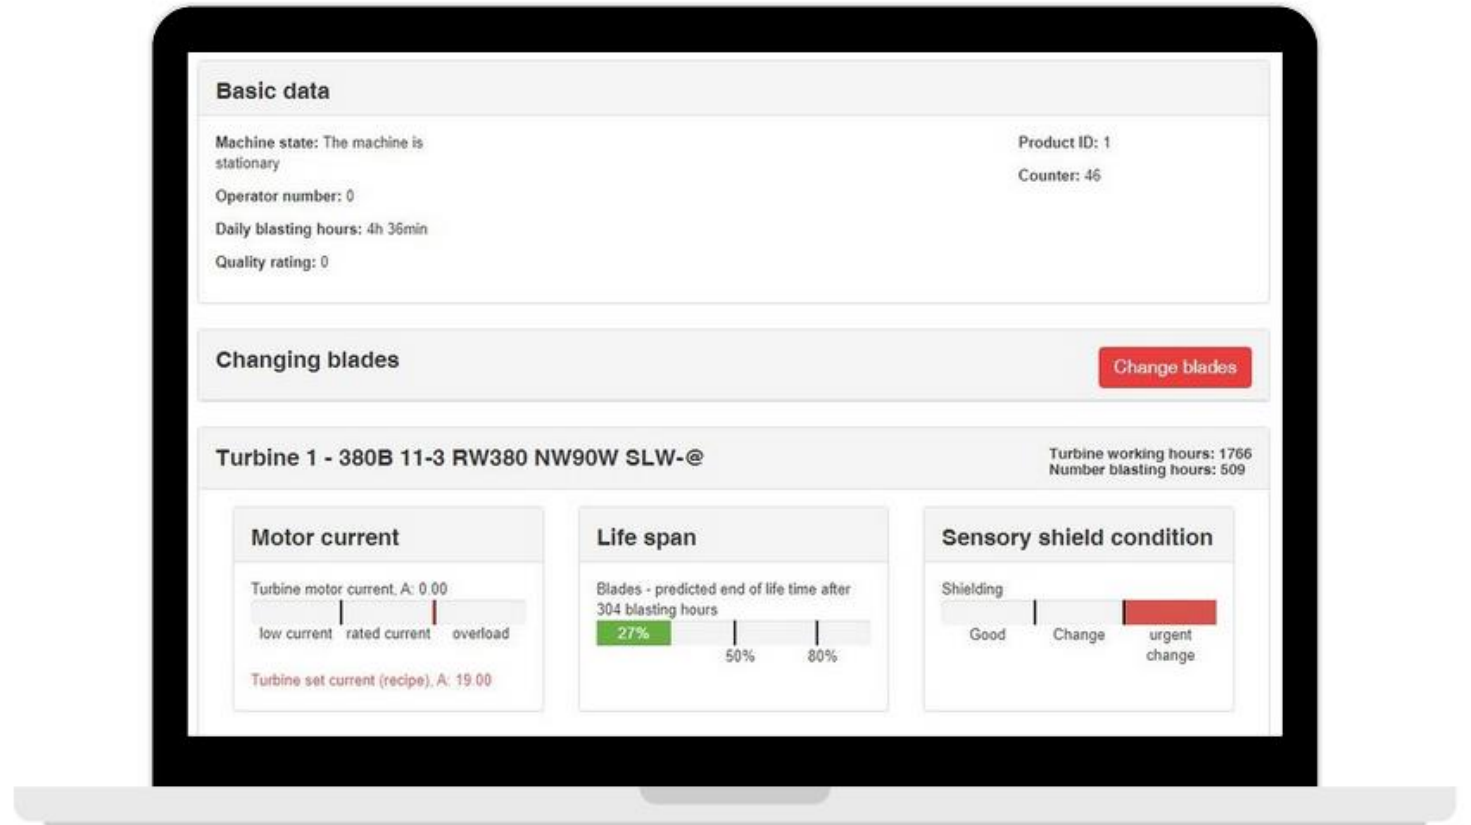 Basic data
Machine state: The machine is
stationary
Operator number: 0
Daily blasting hours: 4h 36min
Quality rating: 0
Product ID: 1
Counter: 46
Changing blades
Change blades
Turbine 1 - 380B 11-3 RW380 NW90W SLW-@
Turbine working hours: 1766
Number blasting hours: 509
Motor current
Turbine motor current, A: 0.00
low current rated current overload
Turbine set current (recipe), A: 19.00
Life span
Blades - predicted end of life time after
304 blasting hours
27%
50% 80%
Sensory shield condition
Shielding
Good Change urgent
change